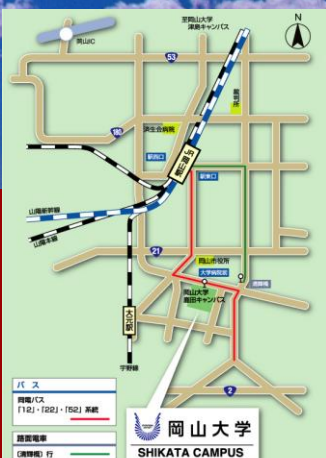 至岡山大学
津島キャンパス
N
岡山IC
53
済生会病院
180
駅西口
JR岡山駅
駅東口
山陽新幹線
山陽本線
21
岡山市役所
大学病院前
岡山大学
鹿田キャンパス
清輝橋
大元駅
宇野線
2
バス
岡電バス
「12」・「22」・「52」系統
路面電車
〔清輝橋〕行
岡山大学
SHIKATA CAMPUS